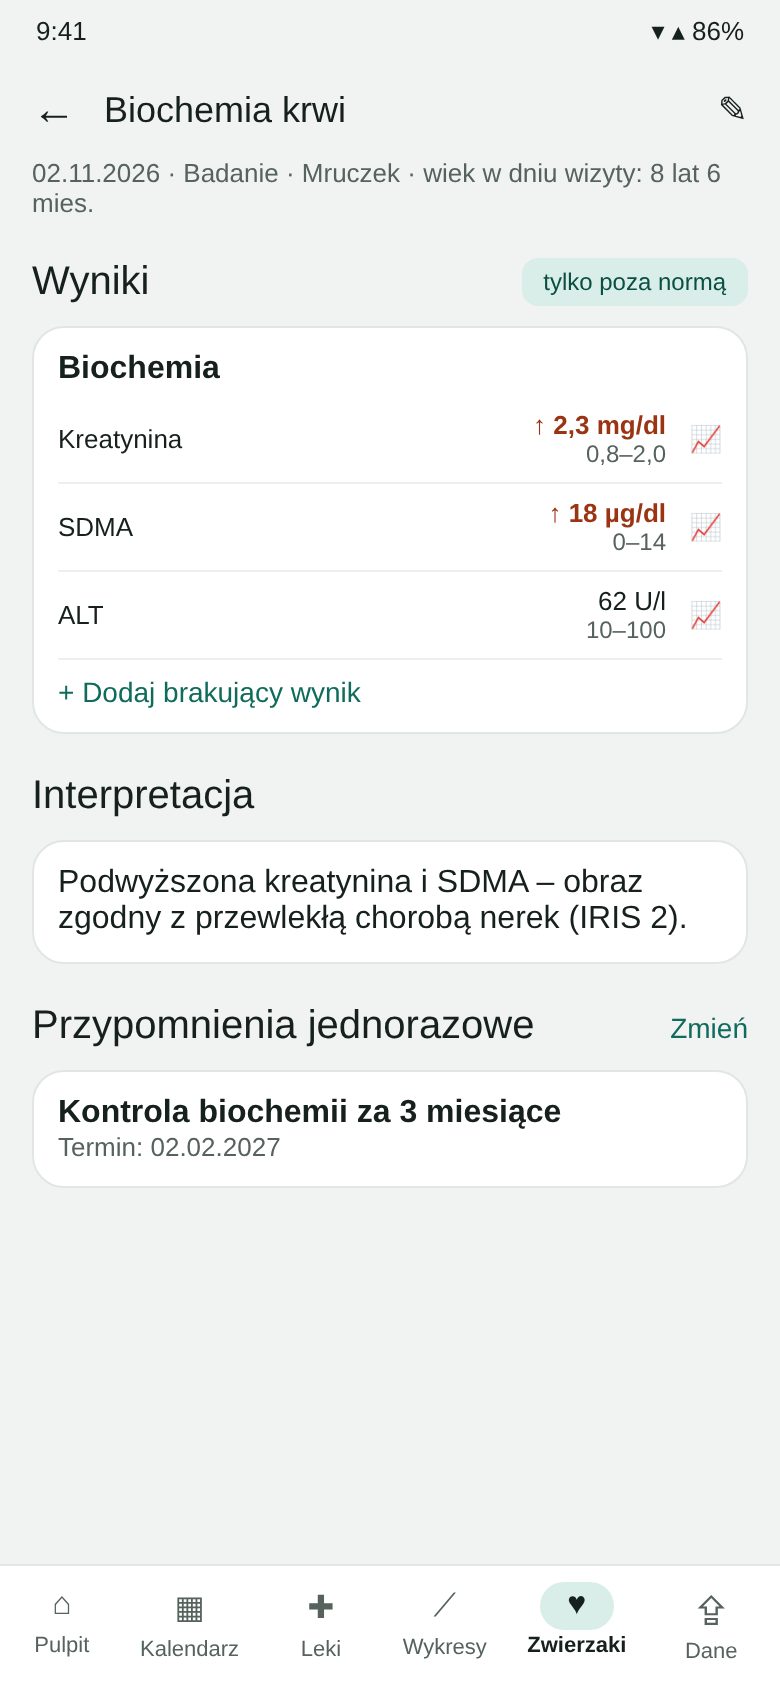 9:41
▼▲ 86%
← Biochemia krwi ✎
02.11.2026 · Badanie · Mruczek · wiek w dniu wizyty: 8 lat 6
mies.
Wyniki
tylko poza normą
Biochemia
Kreatynina
↑ 2,3 mg/dl
0,8–2,0
SDMA
↑ 18 µg/dl
0–14
ALT
62 U/l
10–100
+ Dodaj brakujący wynik
Interpretacja
Podwyższona kreatynina i SDMA – obraz
zgodny z przewlekłą chorobą nerek (IRIS 2).
Przypomnienia jednorazowe
Zmień
Kontrola biochemii za 3 miesiące
Termin: 02.02.2027
Pulpit
Kalendarz
Leki
Wykresy
Zwierzaki
Dane